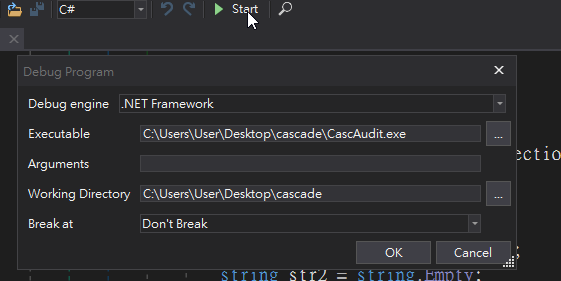 C# Start
Debug Program
Debug engine .NET Framework
Executable C:\Users\User\Desktop\cascade\CascAudit.exe ...
Arguments
Working Directory C:\Users\User\Desktop\cascade ...
Break at Don't Break
OK Cancel
ectio
;
string str2 = string.Empty;